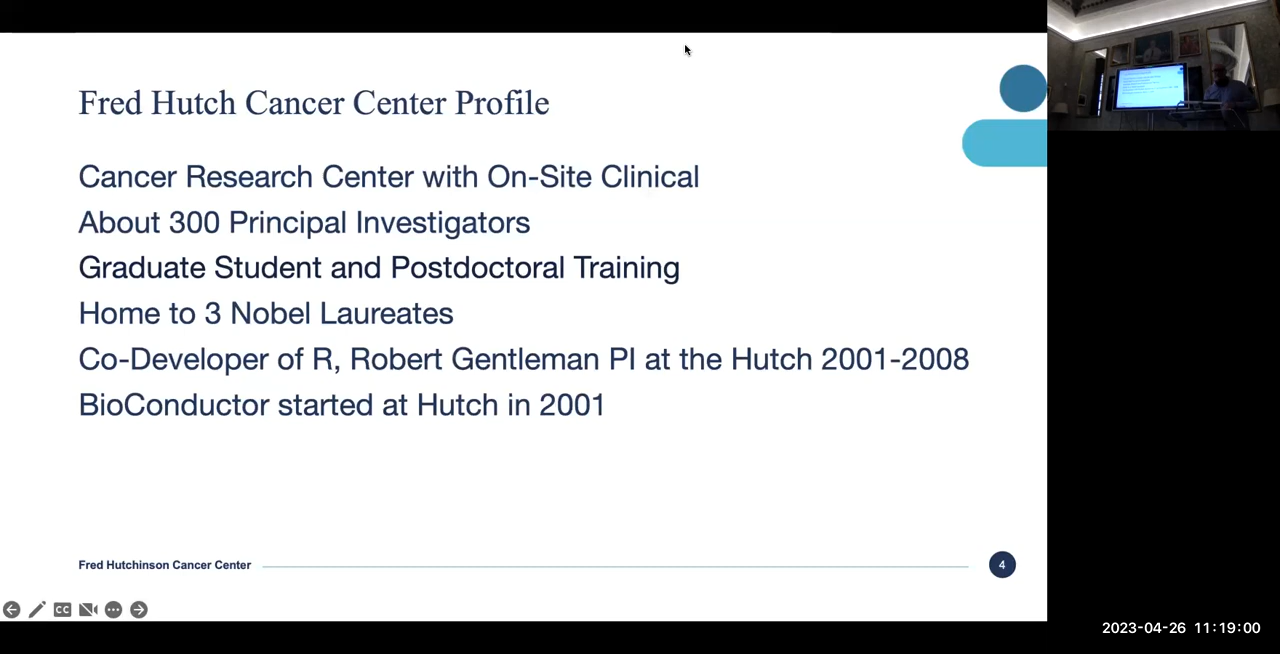 Fred Hutch Cancer Center Profile
Cancer Research Center with On-Site Clinical
About 300 Principal Investigators
Graduate Student and Postdoctoral Training
Home to 3 Nobel Laureates
Co-Developer of R, Robert Gentleman PI at the Hutch 2001-2008
BioConductor started at Hutch in 2001
Fred Hutchinson Cancer Center
4
CC
2023-04-26 11:19:00